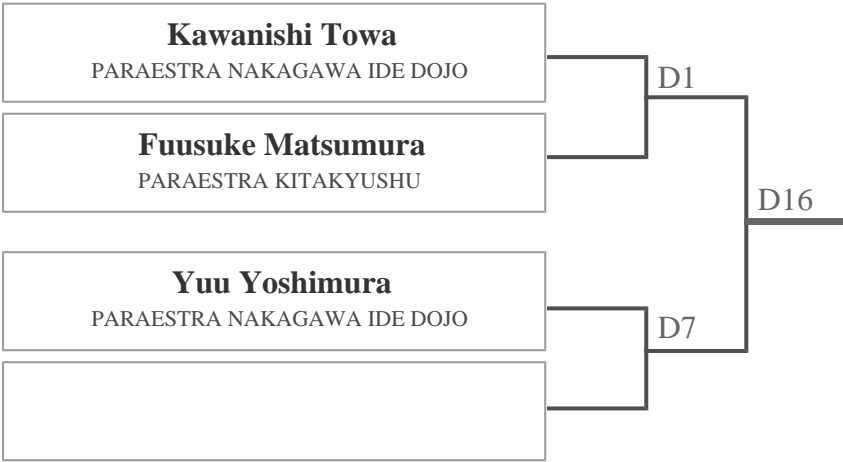 Kawanishi Towa
PARAESTRA NAKAGAWA IDE DOJO
D1
Fuusuke Matsumura
PARAESTRA KITAKYUSHU
D16
Yuu Yoshimura
PARAESTRA NAKAGAWA IDE DOJO
D7